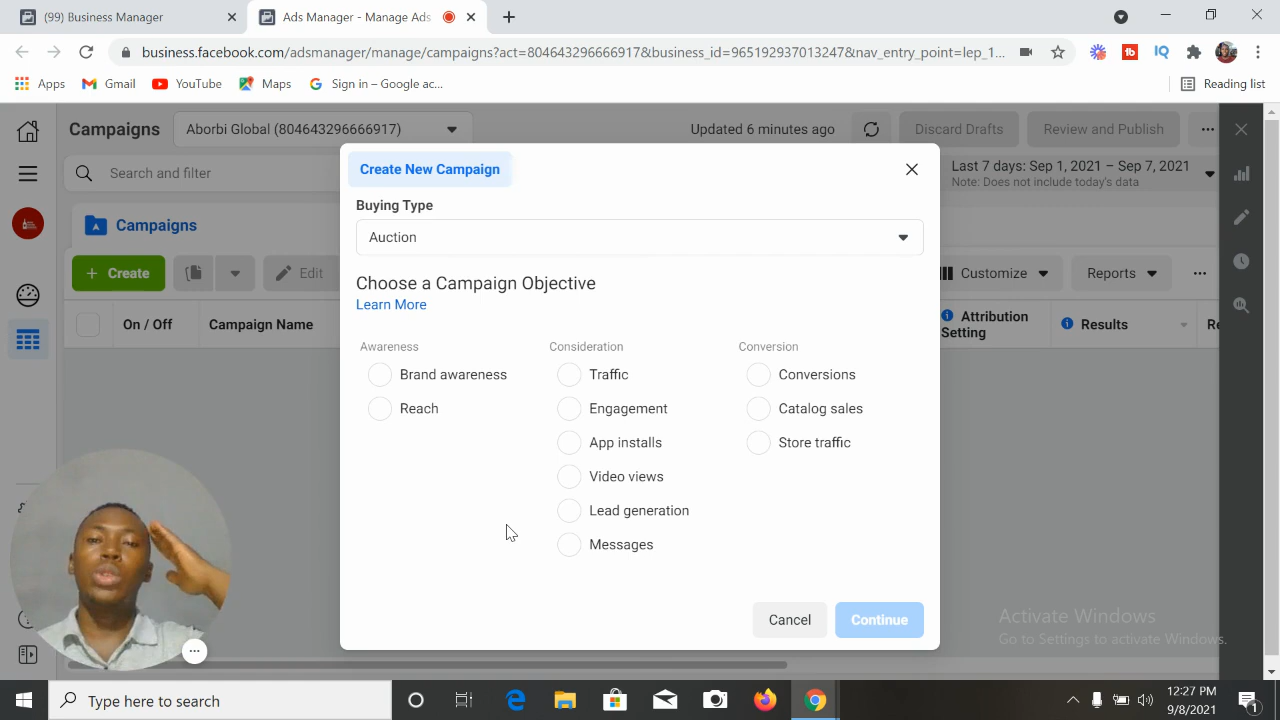 (99) Business Manager
Ads Manager - Manage Ads
business.facebook.com/adsmanager/manage/campaigns?act=804643296666917&business_id=965192937013247&nav_entry_point=lep_1...
Apps
Gmail
YouTube
Maps
Sign in – Google ac...
Reading list
Campaigns
Aborbi Global (804643296666917)
Updated 6 minutes ago
Discard Drafts
Review and Publish
Search and filter
Last 7 days: Sep 1, 2021 – Sep 7, 2021
Note: Does not include today's data
Create New Campaign
Buying Type
Auction
Campaigns
Create
Edit
Customize
Reports
On / Off
Campaign Name
Attribution
Setting
Results
Re
Choose a Campaign Objective
Learn More
Awareness
Consideration
Conversion
Brand awareness
Traffic
Conversions
Reach
Engagement
Catalog sales
App installs
Store traffic
Video views
Lead generation
Messages
Cancel
Continue
Activate Windows
Go to Settings to activate Windows.
Type here to search
12:27 PM
9/8/2021
1